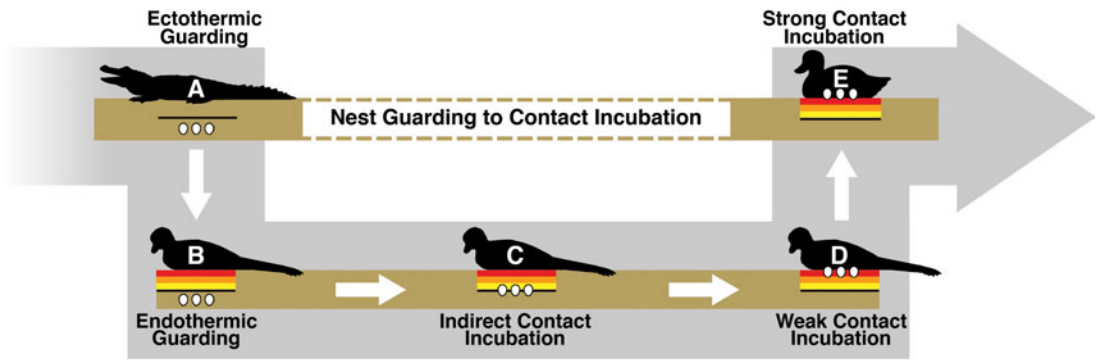 Ectothermic
Guarding
Strong Contact
Incubation
A
E
Nest Guarding to Contact Incubation
B
C
D
Endothermic
Guarding
Indirect Contact
Incubation
Weak Contact
Incubation